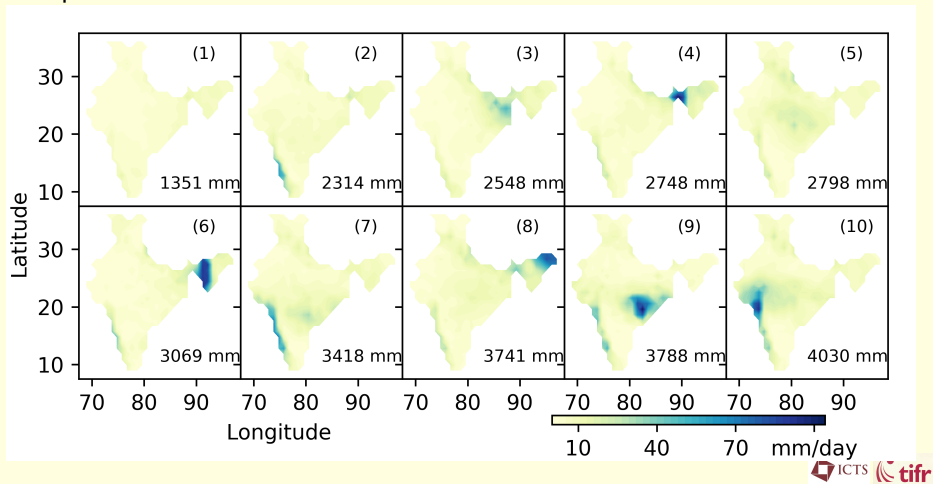 (1) (2) (3) (4) (5)
30
20
10
1351 mm 2314 mm 2548 mm 2748 mm 2798 mm
Latitude
(6) (7) (8) (9) (10)
30
20
10
3069 mm 3418 mm 3741 mm 3788 mm 4030 mm
70 80 90 70 80 90 70 80 90 70 80 90 70 80 90
Longitude
10 40 70 mm/day
ICTS tifr